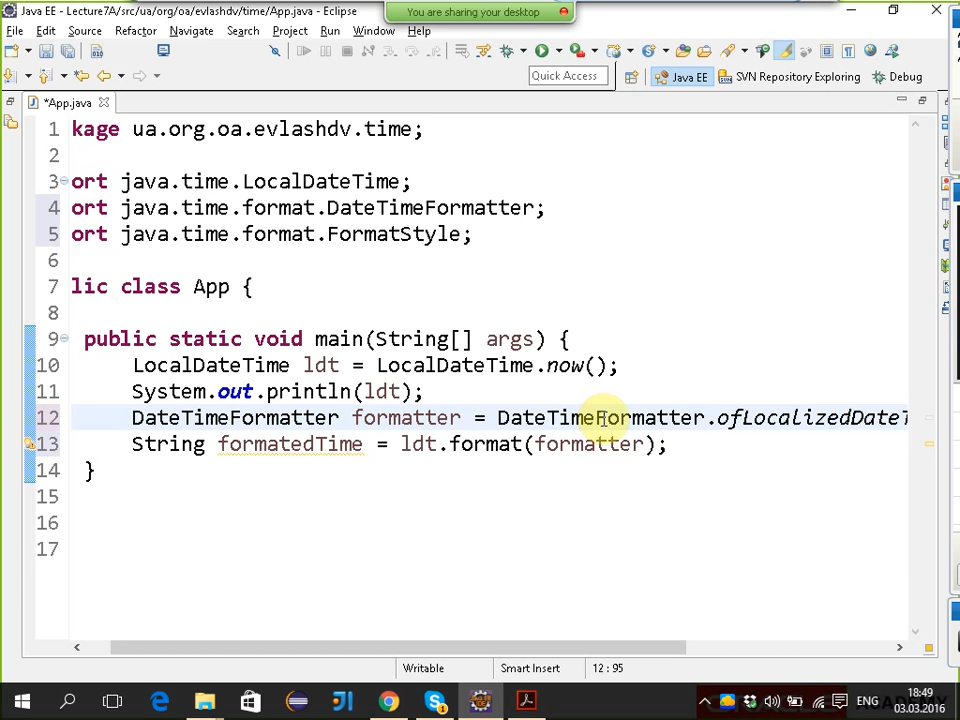 Java EE - Lecture7A/src/ua/org/oa/evlashdv/time/App.java - Eclipse
You are sharing your desktop
File Edit Source Refactor Navigate Search Project Run Window Help
Quick Access Java EE SVN Repository Exploring Debug
*App.java
1 kage ua.org.oa.evlashdv.time;
2
3 ort java.time.LocalDateTime;
4 ort java.time.format.DateTimeFormatter;
5 ort java.time.format.FormatStyle;
6
7 lic class App {
8
9 public static void main(String[] args) {
10 LocalDateTime ldt = LocalDateTime.now();
11 System.out.println(ldt);
12 DateTimeFormatter formatter = DateTimeFormatter.ofLocalizedDateT
13 String formatedTime = ldt.format(formatter);
14 }
15
16
17
Writable Smart Insert 12 : 95
ENG 18:49
03.03.2016